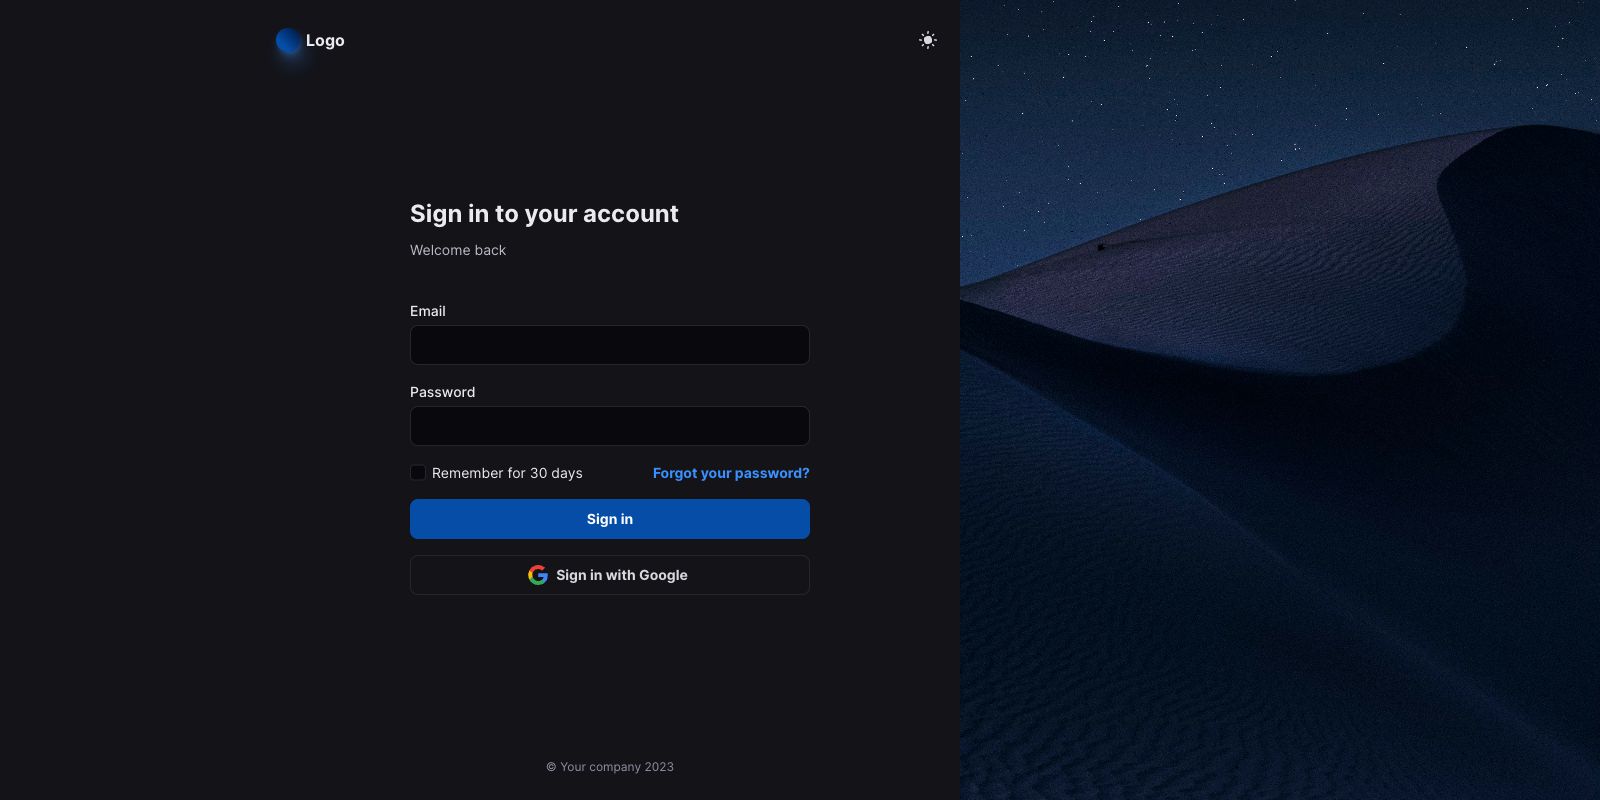 Logo
Sign in to your account
Welcome back
Email
Password
Remember for 30 days
Forgot your password?
Sign in
Sign in with Google
© Your company 2023